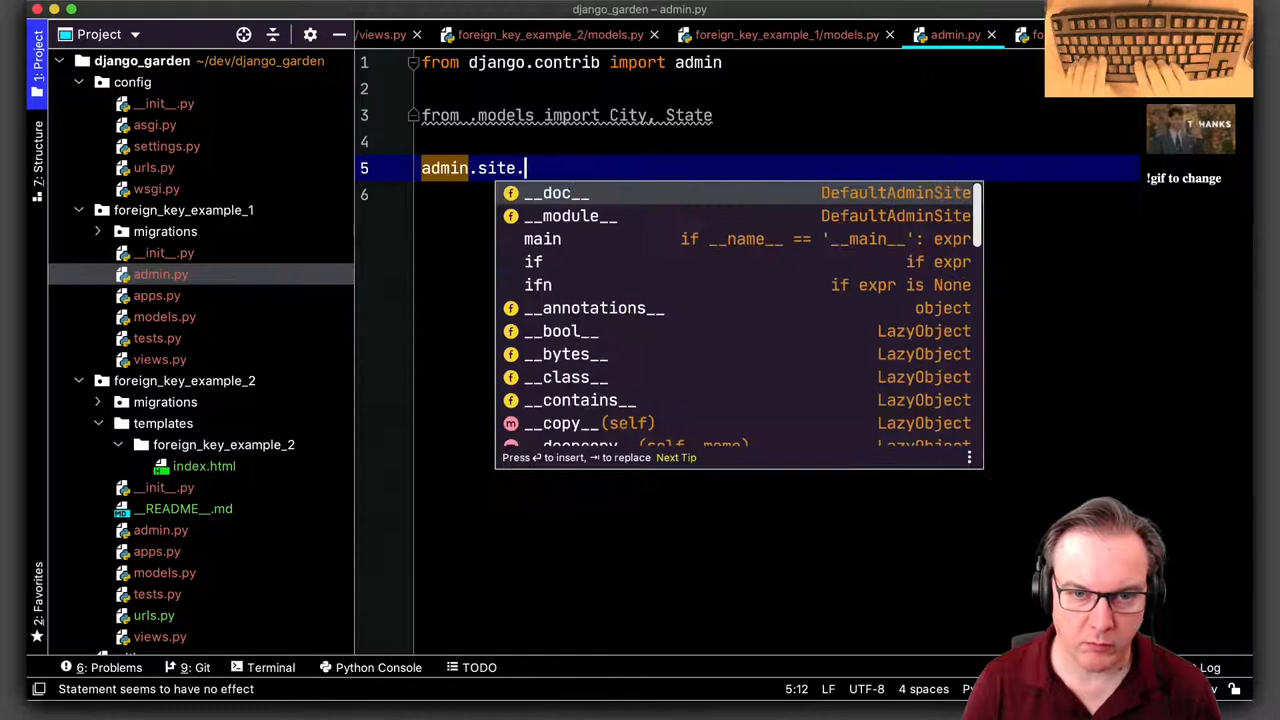 django_garden – admin.py
Project
/views.py
foreign_key_example_2/models.py
foreign_key_example_1/models.py
admin.py
1: Project
7: Structure
2: Favorites
django_garden ~/dev/django_garden
config
__init__.py
asgi.py
settings.py
urls.py
wsgi.py
foreign_key_example_1
migrations
__init__.py
admin.py
apps.py
models.py
tests.py
views.py
foreign_key_example_2
migrations
templates
foreign_key_example_2
index.html
__init__.py
__README__.md
admin.py
apps.py
models.py
tests.py
urls.py
views.py
1 from django.contrib import admin
2
3 from .models import City, State
4
5 admin.site.
6
__doc__ DefaultAdminSite
__module__ DefaultAdminSite
main if __name__ == '__main__': expr
if if expr
ifn if expr is None
__annotations__ object
__bool__ LazyObject
__bytes__ LazyObject
__class__ LazyObject
__contains__ LazyObject
__copy__(self) LazyObject
Press ↵ to insert, ⇥ to replace Next Tip
T HANKS
!gif to change
6: Problems
9: Git
Terminal
Python Console
TODO
Log
Statement seems to have no effect
5:12 LF UTF-8 4 spaces